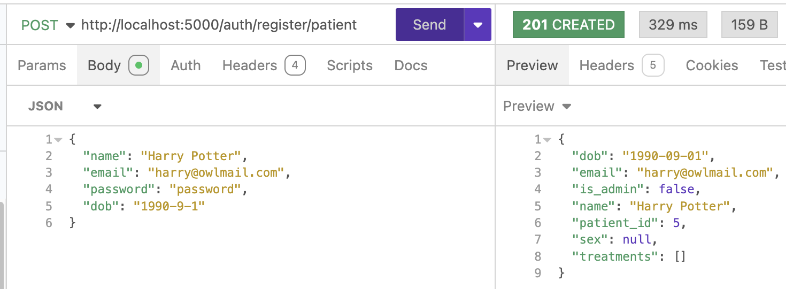 POST http://localhost:5000/auth/register/patient Send 201 CREATED 329 ms 159 B
Params Body Auth Headers 4 Scripts Docs Preview Headers 5 Cookies Test
JSON Preview
1 {
2 "name": "Harry Potter",
3 "email": "harry@owlmail.com",
4 "password": "password",
5 "dob": "1990-9-1"
6 }
1 {
2 "dob": "1990-09-01",
3 "email": "harry@owlmail.com",
4 "is_admin": false,
5 "name": "Harry Potter",
6 "patient_id": 5,
7 "sex": null,
8 "treatments": []
9 }